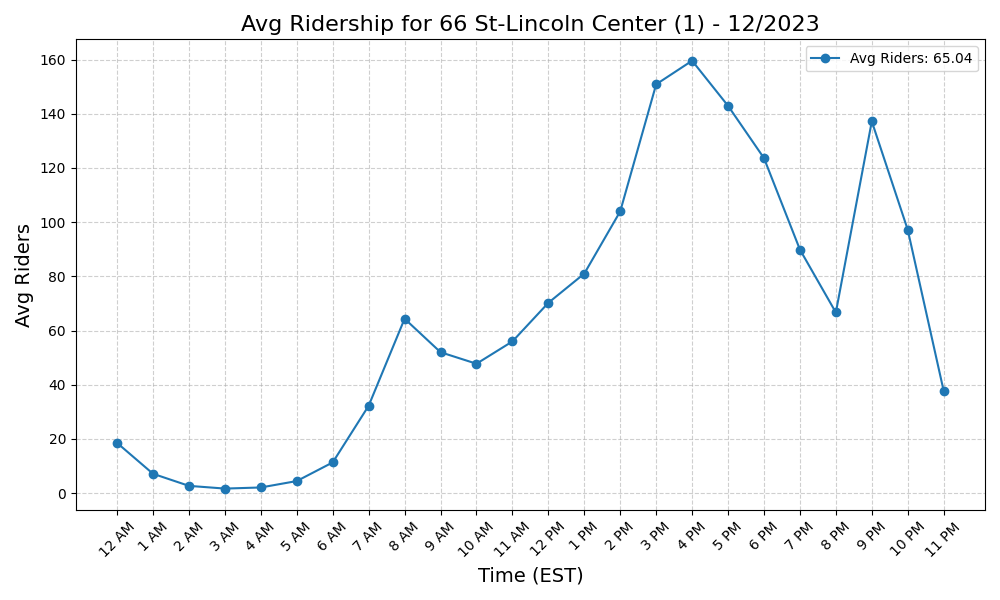 Avg Ridership for 66 St-Lincoln Center (1) - 12/2023
Avg Riders: 65.04
Avg Riders
160
140
120
100
80
60
40
20
0
12 AM
1 AM
2 AM
3 AM
4 AM
5 AM
6 AM
7 AM
8 AM
9 AM
10 AM
11 AM
12 PM
1 PM
2 PM
3 PM
4 PM
5 PM
6 PM
7 PM
8 PM
9 PM
10 PM
11 PM
Time (EST)